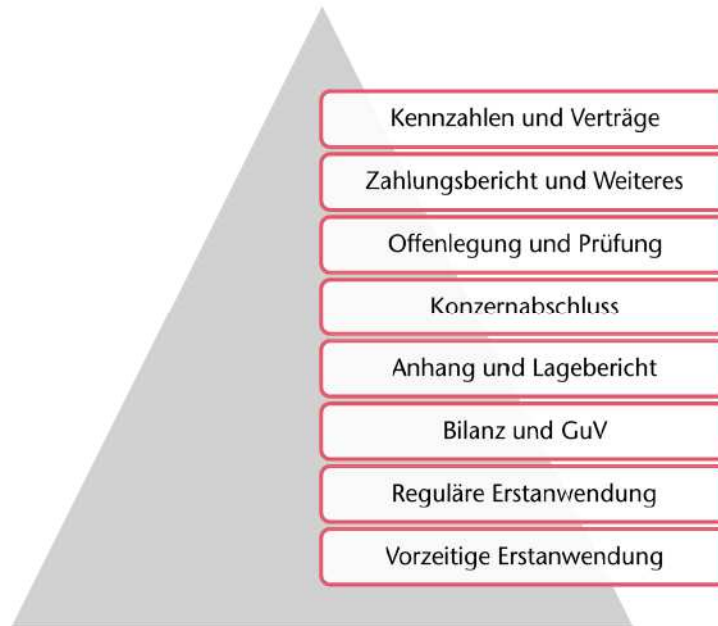 Kennzahlen und Verträge
Zahlungsbericht und Weiteres
Offenlegung und Prüfung
Konzernabschluss
Anhang und Lagebericht
Bilanz und GuV
Reguläre Erstanwendung
Vorzeitige Erstanwendung